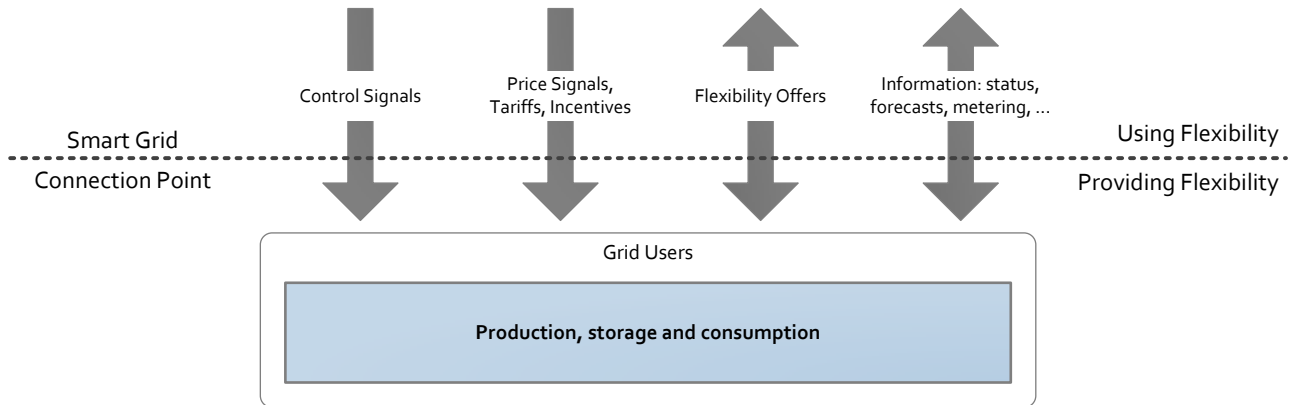 Control Signals
Price Signals,
Tariffs, Incentives
Flexibility Offers
Information: status,
forecasts, metering, ...
Smart Grid
Using Flexibility
Connection Point
Providing Flexibility
Grid Users
Production, storage and consumption